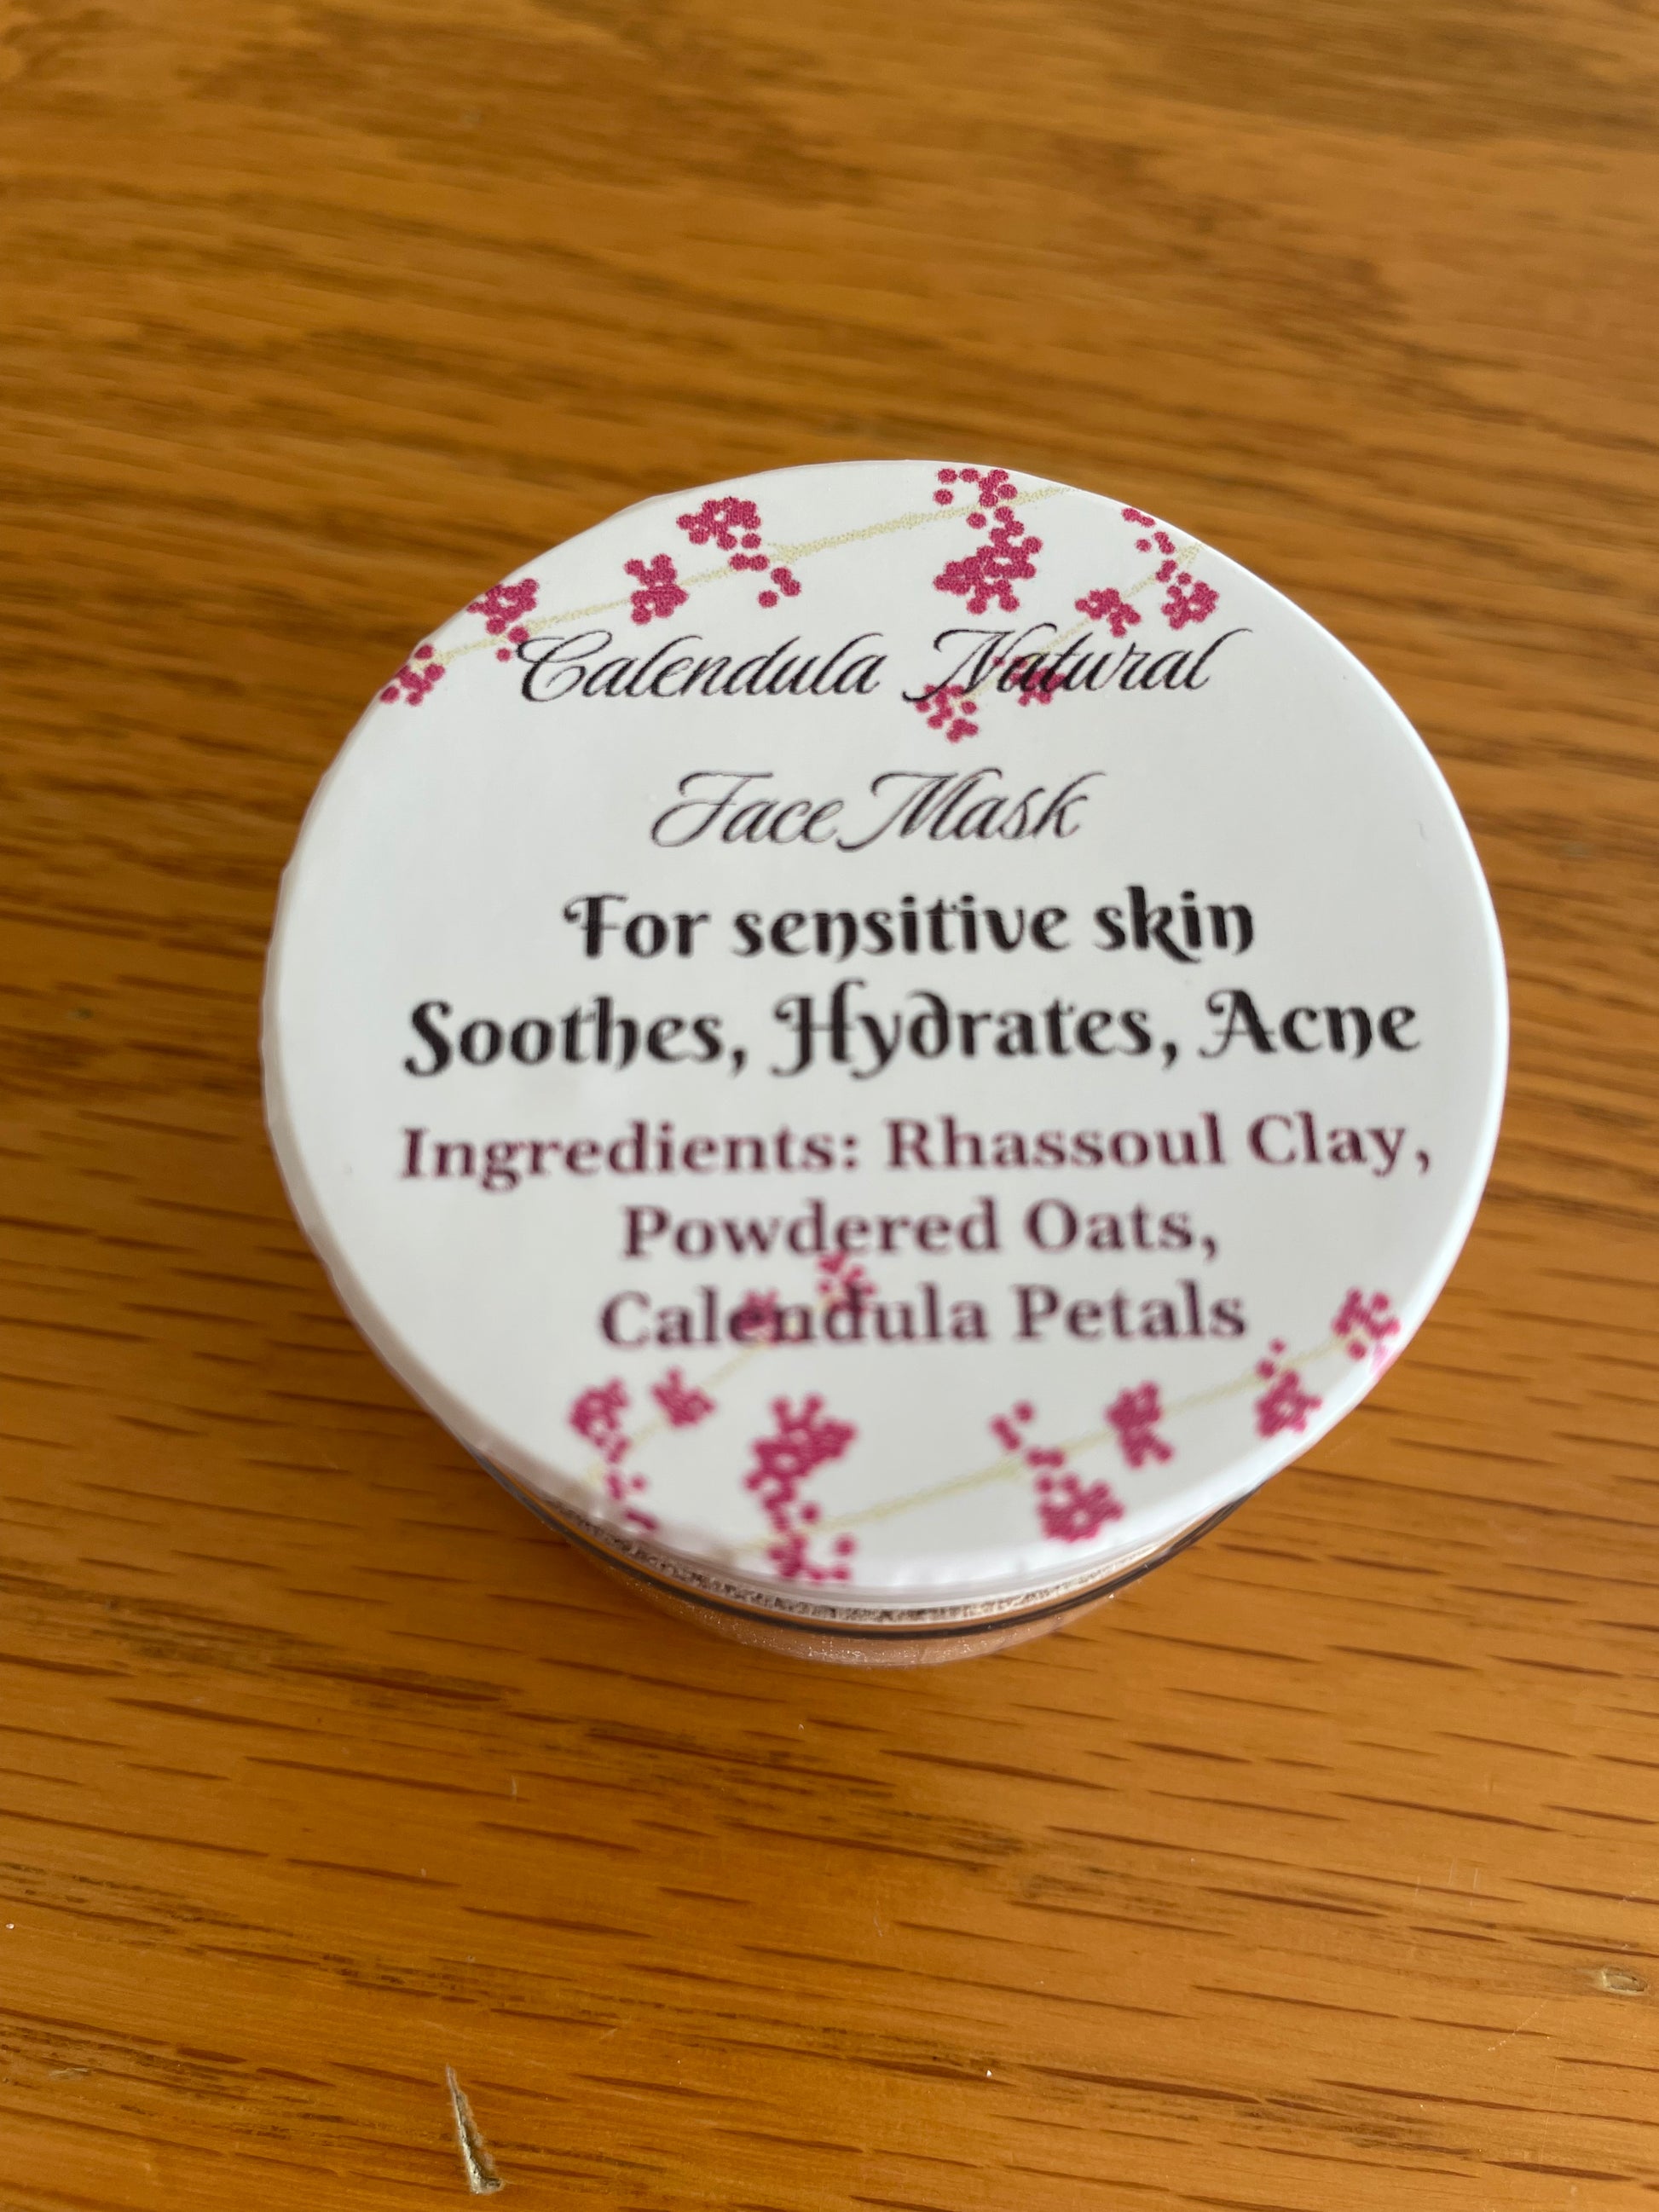 Calendula Natural
Face Mask
For sensitive skin
Soothes, Hydrates, Acne
Ingredients: Rhassoul Clay,
Powdered Oats,
Calendula Petals